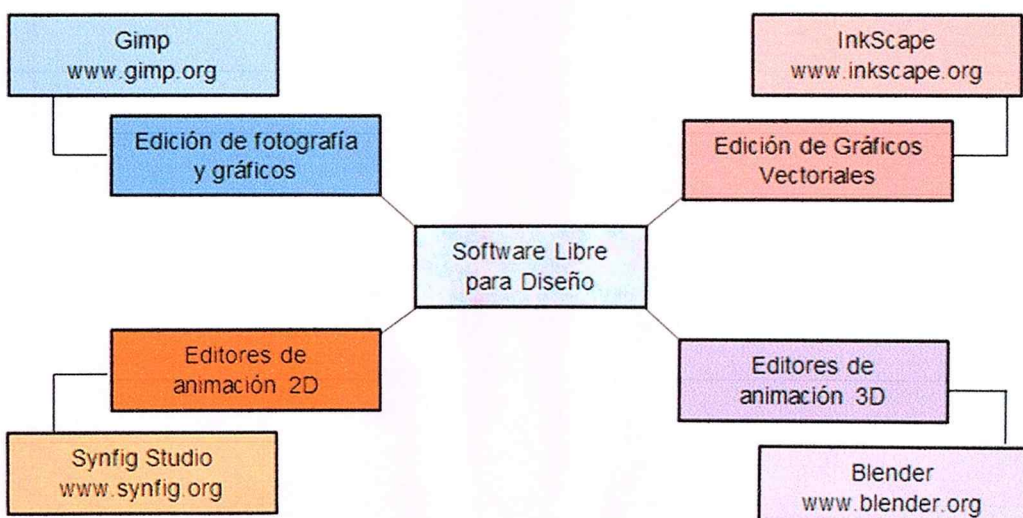 Gimp
www.gimp.org
InkScape
www.inkscape.org
Edición de fotografía
y gráficos
Edición de Gráficos
Vectoriales
Software Libre
para Diseño
Editores de
animación 2D
Editores de
animación 3D
Synfig Studio
www.synfig.org
Blender
www.blender.org